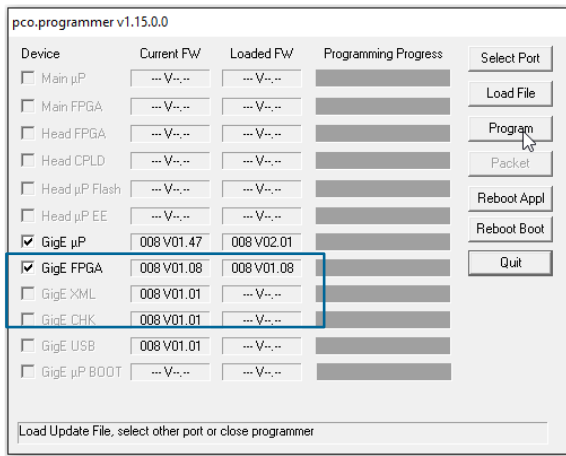 pco.programmer v1.15.0.0
Device Current FW Loaded FW Programming Progress Select Port
Main µP --- V--.-- --- V--.--
Main FPGA --- V--.-- --- V--.-- Load File
Head FPGA --- V--.-- --- V--.-- Program
Head CPLD --- V--.-- --- V--.-- Packet
Head µP Flash --- V--.-- --- V--.-- Reboot Appl
Head µP EE --- V--.-- --- V--.-- Reboot Boot
GigE µP 008 V01.47 008 V02.01
GigE FPGA 008 V01.08 008 V01.08 Quit
GigE XML 008 V01.01 --- V--.--
GigE CHK 008 V01.01 --- V--.--
GigE USB 008 V01.01 --- V--.--
GigE µP BOOT --- V--.-- --- V--.--
Load Update File, select other port or close programmer